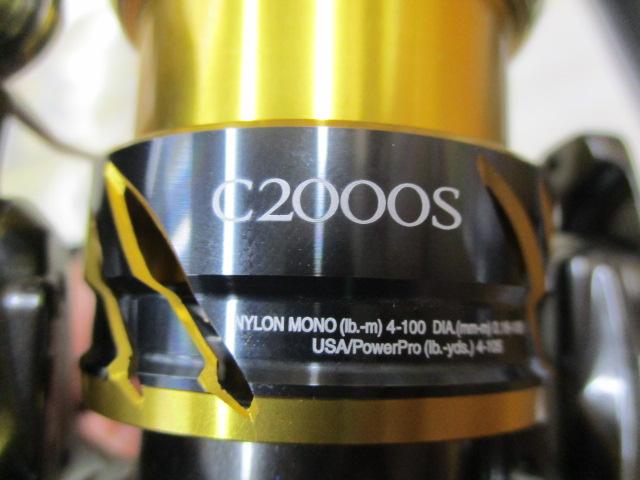 C2000S
NYLON MONO (lb.-m) 4-100 DIA.(mm-m)
USA/PowerPro (lb.-yds.) 4-105